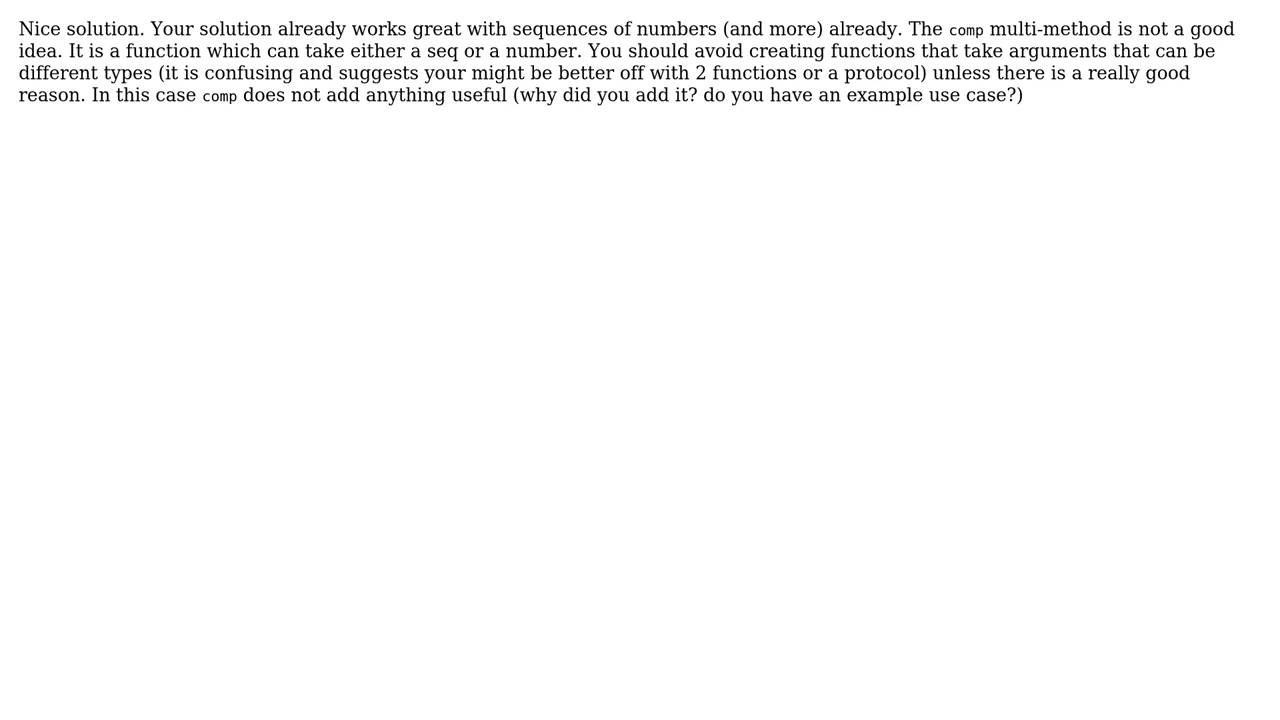 Nice solution. Your solution already works great with sequences of numbers (and more) already. The comp multi-method is not a good
idea. It is a function which can take either a seq or a number. You should avoid creating functions that take arguments that can be
different types (it is confusing and suggests your might be better off with 2 functions or a protocol) unless there is a really good
reason. In this case comp does not add anything useful (why did you add it? do you have an example use case?)